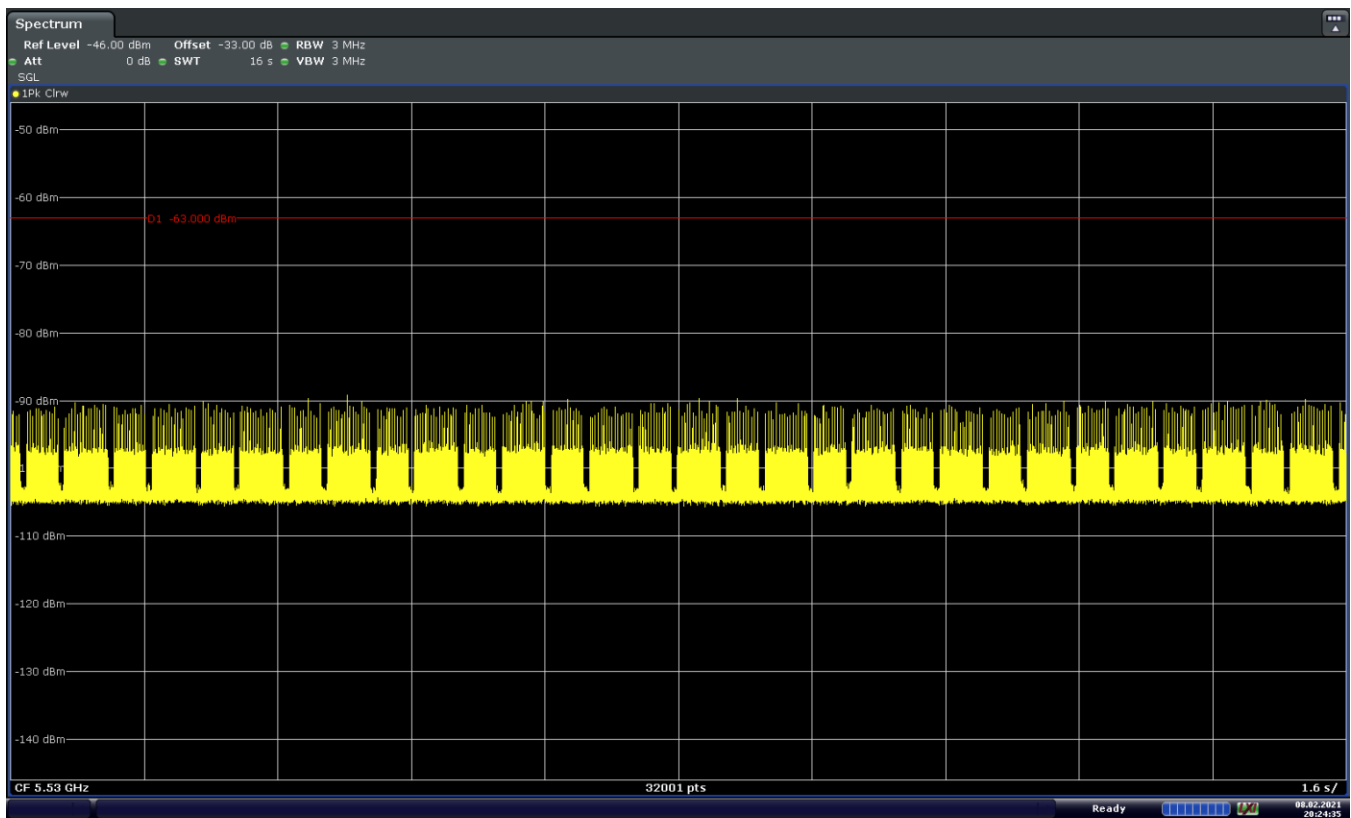 Spectrum
Ref Level -46.00 dBm Offset -33.00 dB RBW 3 MHz
Att 0 dB SWT 16 s VBW 3 MHz
SGL
1Pk Clrw
-50 dBm
-60 dBm
D1 -63.000 dBm
-70 dBm
-80 dBm
-90 dBm
-110 dBm
-120 dBm
-130 dBm
-140 dBm
CF 5.53 GHz 32001 pts 1.6 s/
Ready 08.02.2021
20:24:35